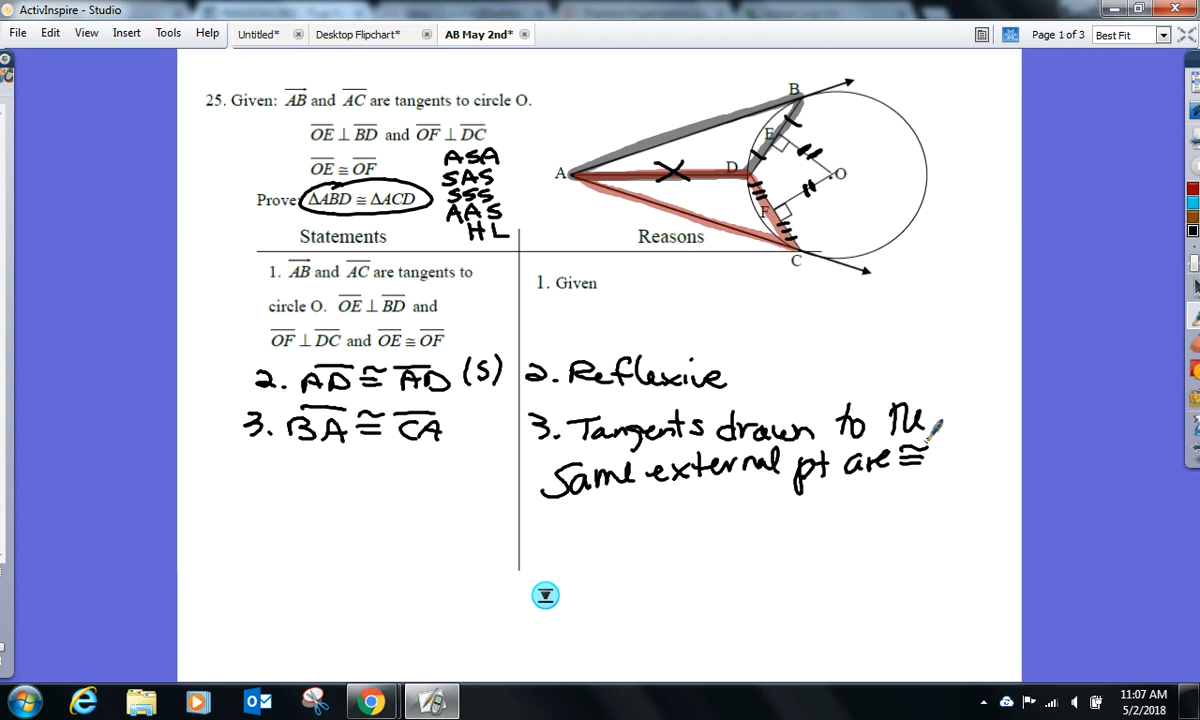 ActivInspire - Studio
File Edit View Insert Tools Help
Untitled* Desktop Flipchart* AB May 2nd*
Page 1 of 3 Best Fit
25. Given: AB and AC are tangents to circle O.
OE ⊥ BD and OF ⊥ DC
OE ≅ OF
Prove: ΔABD ≅ ΔACD
ASA
SAS
SSS
AAS
HL
B
E
A
D
O
F
C
Statements Reasons
1. AB and AC are tangents to
circle O. OE ⊥ BD and
OF ⊥ DC and OE ≅ OF
1. Given
2. AD ≅ AD (S) 2. Reflexive
3. BA ≅ CA 3. Tangents drawn to the
same external pt are ≅
11:07 AM
5/2/2018